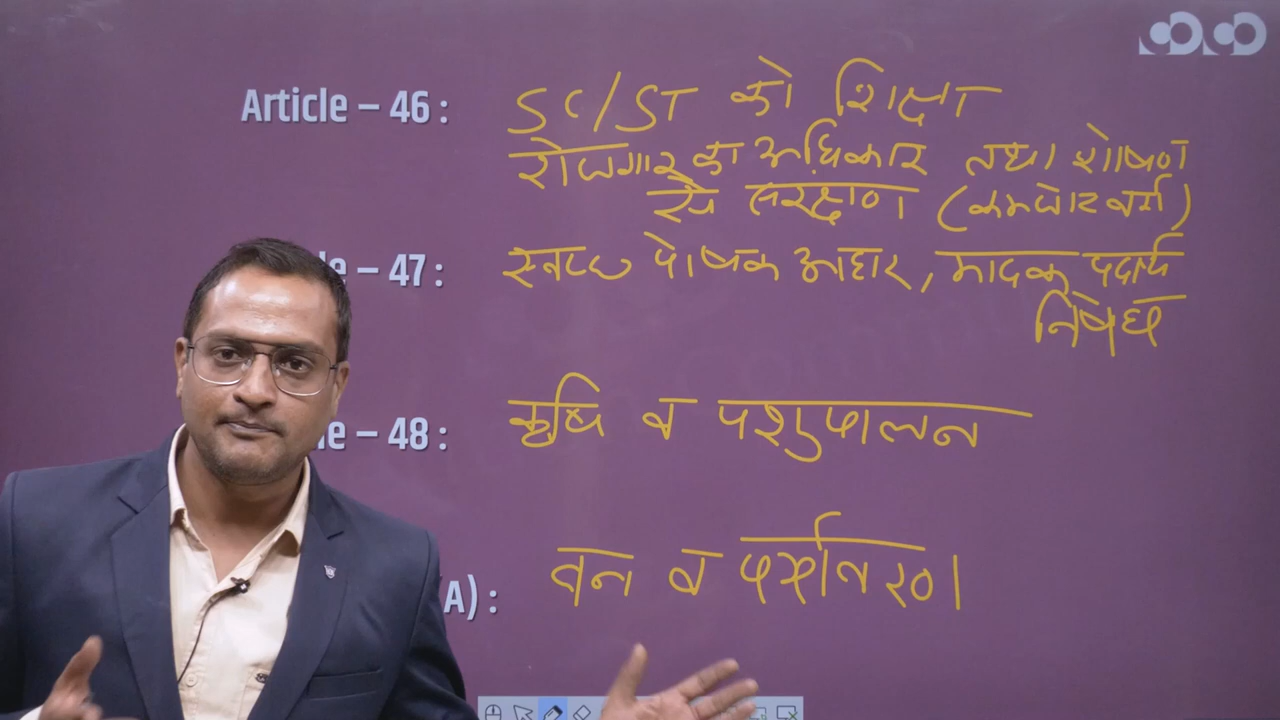 Article – 46 : SC/ST को शिक्षा
रोजगार का अधिकार तथा शोषण
से संरक्षण (कमजोर वर्ग)
e – 47 : स्वच्छ पोषक आहार, मादक पदार्थ
निषेध
le – 48 : कृषि व पशुपालन
A) : वन व पर्यावरण